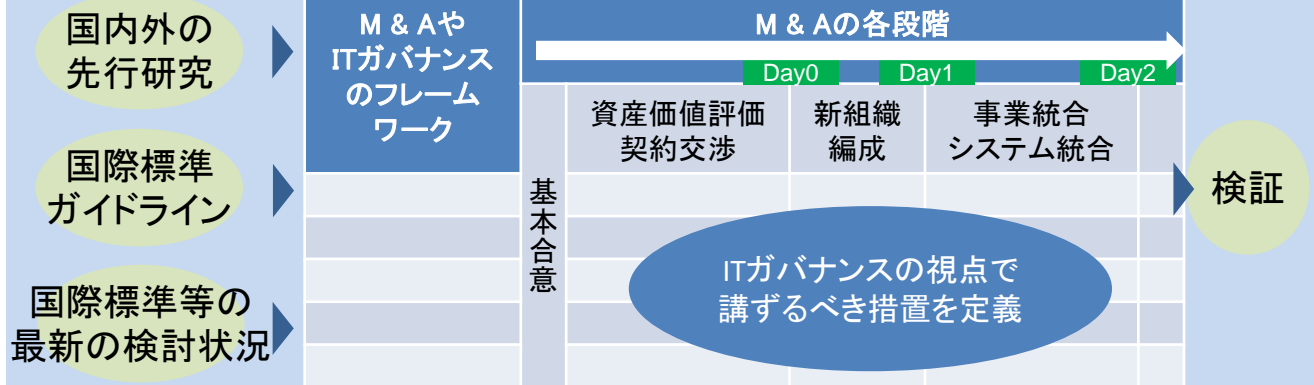 国内外の
先行研究
国際標準
ガイドライン
国際標準等の
最新の検討状況
M & Aや
ITガバナンス
のフレーム
ワーク
M & Aの各段階
Day0
Day1
Day2
基本合意
資産価値評価
契約交渉
新組織
編成
事業統合
システム統合
ITガバナンスの視点で
講ずるべき措置を定義
検証